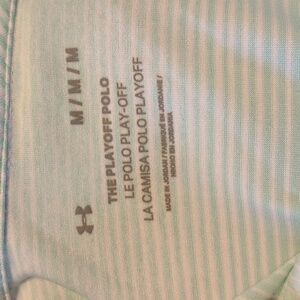 M / M / M
THE PLAYOFF POLO
LE POLO PLAY-OFF
LA CAMISA POLO PLAYOFF
MADE IN JORDAN / FABRIQUÉ EN JORDANIE /
HECHO EN JORDANIA